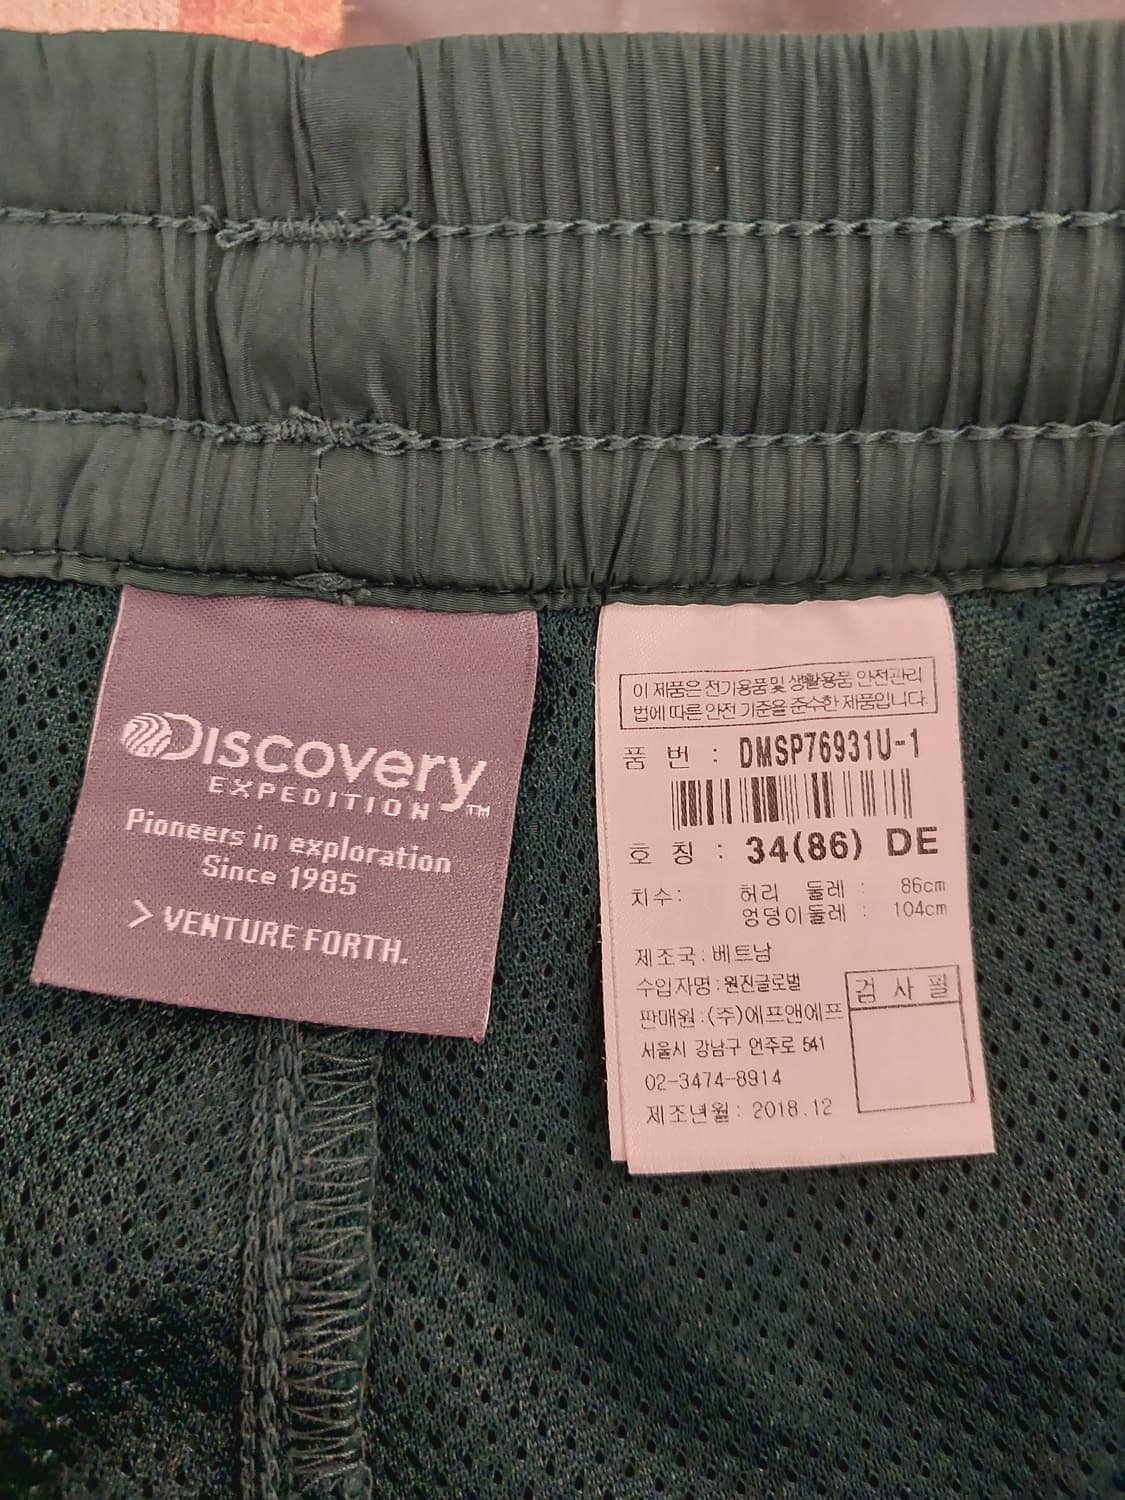 Discovery
EXPEDITION™
Pioneers in exploration
Since 1985
> VENTURE FORTH.
이 제품은 전기용품 및 생활용품 안전관리
법에 따른 안전 기준을 준수한 제품입니다.
품 번 : DMSP76931U-1
호 칭 : 34(86) DE
치수: 허리 둘레 : 86cm
엉덩이둘레 : 104cm
제조국: 베트남
수입자명: 원진글로벌
판매원:(주)에프앤에프
서울시 강남구 언주로 541
02-3474-8914
제조년월: 2018.12
검 사 필